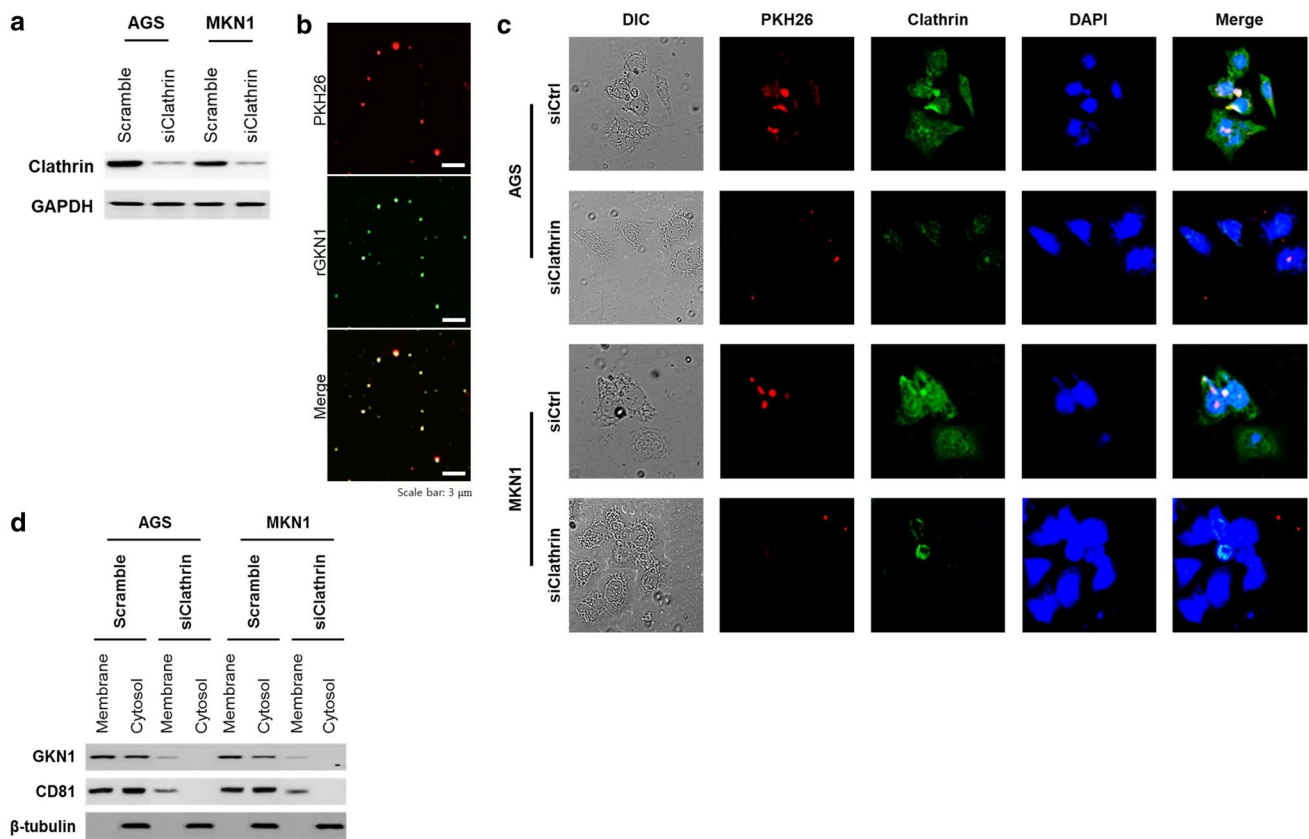 a
AGS MKN1
Scramble
siClathrin
Scramble
siClathrin
Clathrin
GAPDH
b
PKH26
rGKN1
Merge
Scale bar: 3 μm
c
DIC PKH26 Clathrin DAPI Merge
AGS
siCtrl
siClathrin
MKN1
siCtrl
siClathrin
d
AGS MKN1
Scramble
siClathrin
Scramble
siClathrin
Membrane
Cytosol
Membrane
Cytosol
Membrane
Cytosol
Membrane
Cytosol
GKN1
CD81
β-tubulin